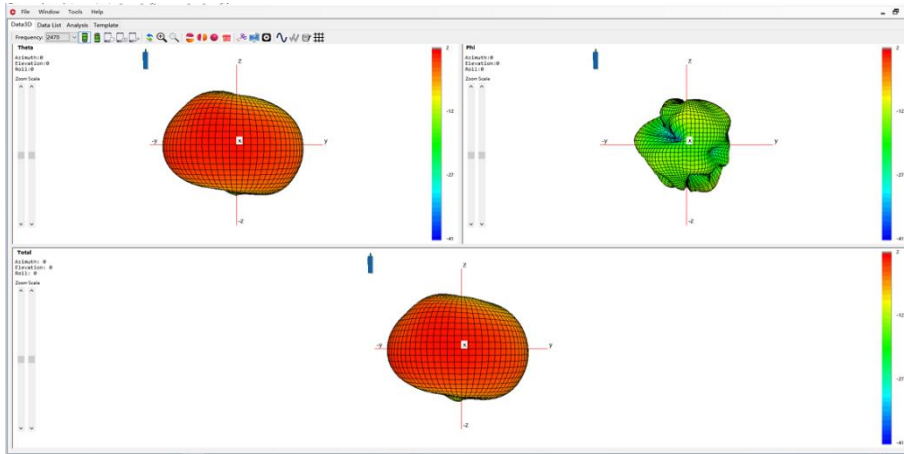 File Window Tools Help
Data3D Data List Analysis Template
Frequency: 2470
Theta
Azimuth:0
Elevation:0
Roll:0
Zoom Scale
z
-y
x
y
-z
2
-12
-27
-41
Phi
Azimuth:0
Elevation:0
Roll:0
Zoom Scale
z
-y
x
y
-z
2
-12
-27
-41
Total
Azimuth: 0
Elevation: 0
Roll: 0
Zoom Scale
z
-y
x
y
-z
2
-12
-27
-41